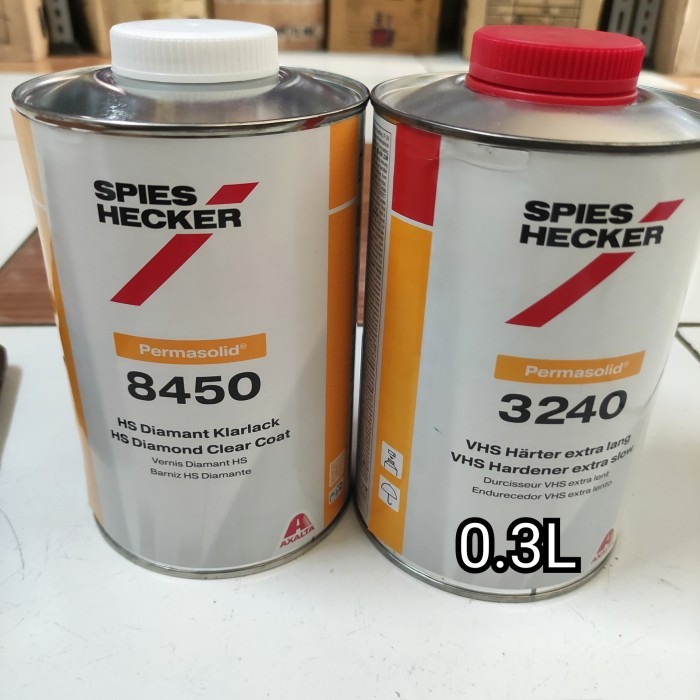 SPIES
HECKER
Permasolid®
8450
HS Diamant Klarlack
HS Diamond Clear Coat
Vernis Diamant HS
Barniz HS Diamante
AXALTA
SPIES
HECKER
Permasolid®
3240
VHS Härter extra lang
VHS Hardener extra slow
Durcisseur VHS extra lent
Endurecedor VHS extra lento
0.3L